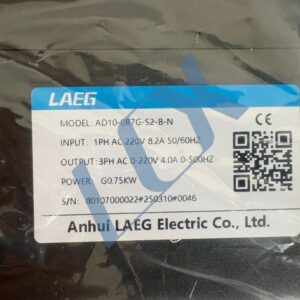 LAEG
MODEL: AD10-0R7G-S2-B-N
INPUT: 1PH AC 220V 8.2A 50/60HZ
OUTPUT: 3PH AC 0-220V 4.0A 0-500HZ
POWER: G0.75KW
S/N: 80107000022#250310#0046
Anhui LAEG Electric Co., Ltd.